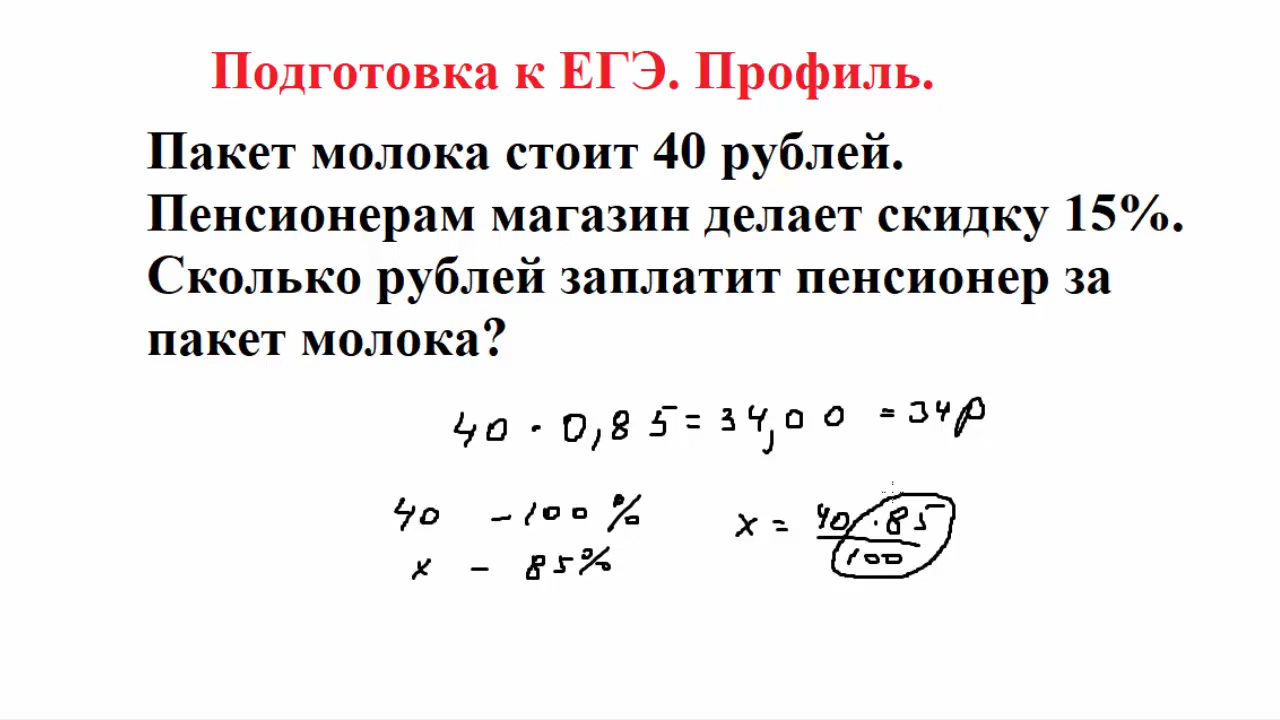 Подготовка к ЕГЭ. Профиль.
Пакет молока стоит 40 рублей.
Пенсионерам магазин делает скидку 15%.
Сколько рублей заплатит пенсионер за
пакет молока?
40 · 0,85 = 34,00 = 34р
40 – 100%
x = 40 · 85 / 100
x – 85%